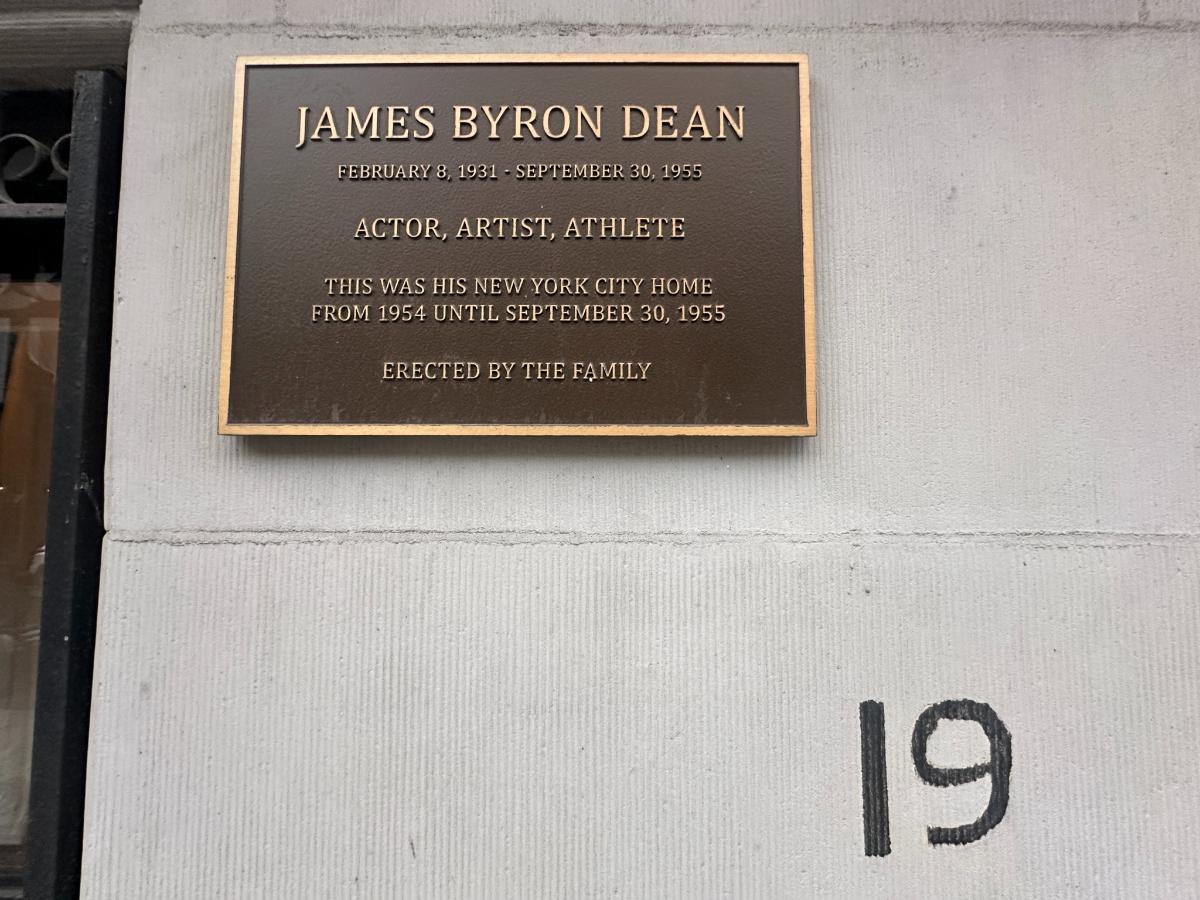 JAMES BYRON DEAN
FEBRUARY 8, 1931 - SEPTEMBER 30, 1955
ACTOR, ARTIST, ATHLETE
THIS WAS HIS NEW YORK CITY HOME
FROM 1954 UNTIL SEPTEMBER 30, 1955
ERECTED BY THE FAMILY
19